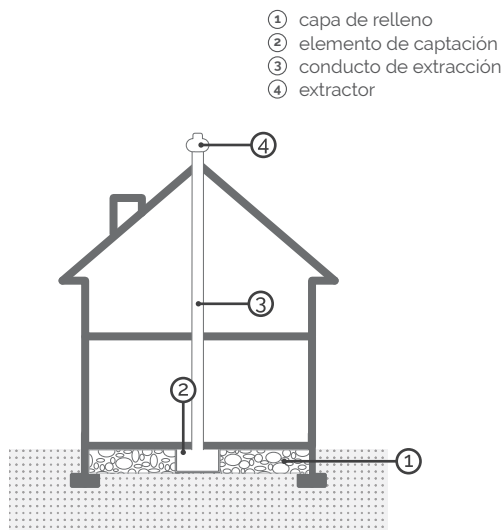 ① capa de relleno
② elemento de captación
③ conducto de extracción
④ extractor
④
③
②
①